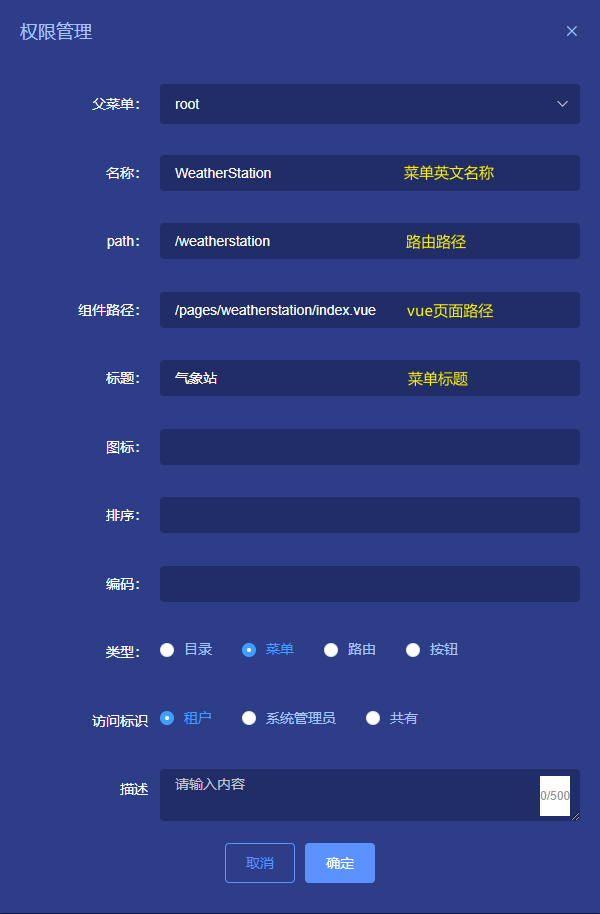 权限管理
父菜单： root
名称： WeatherStation 菜单英文名称
path： /weatherstation 路由路径
组件路径： /pages/weatherstation/index.vue vue页面路径
标题： 气象站 菜单标题
图标：
排序：
编码：
类型： 目录 菜单 路由 按钮
访问标识 租户 系统管理员 共有
描述 请输入内容 0/500
取消 确定